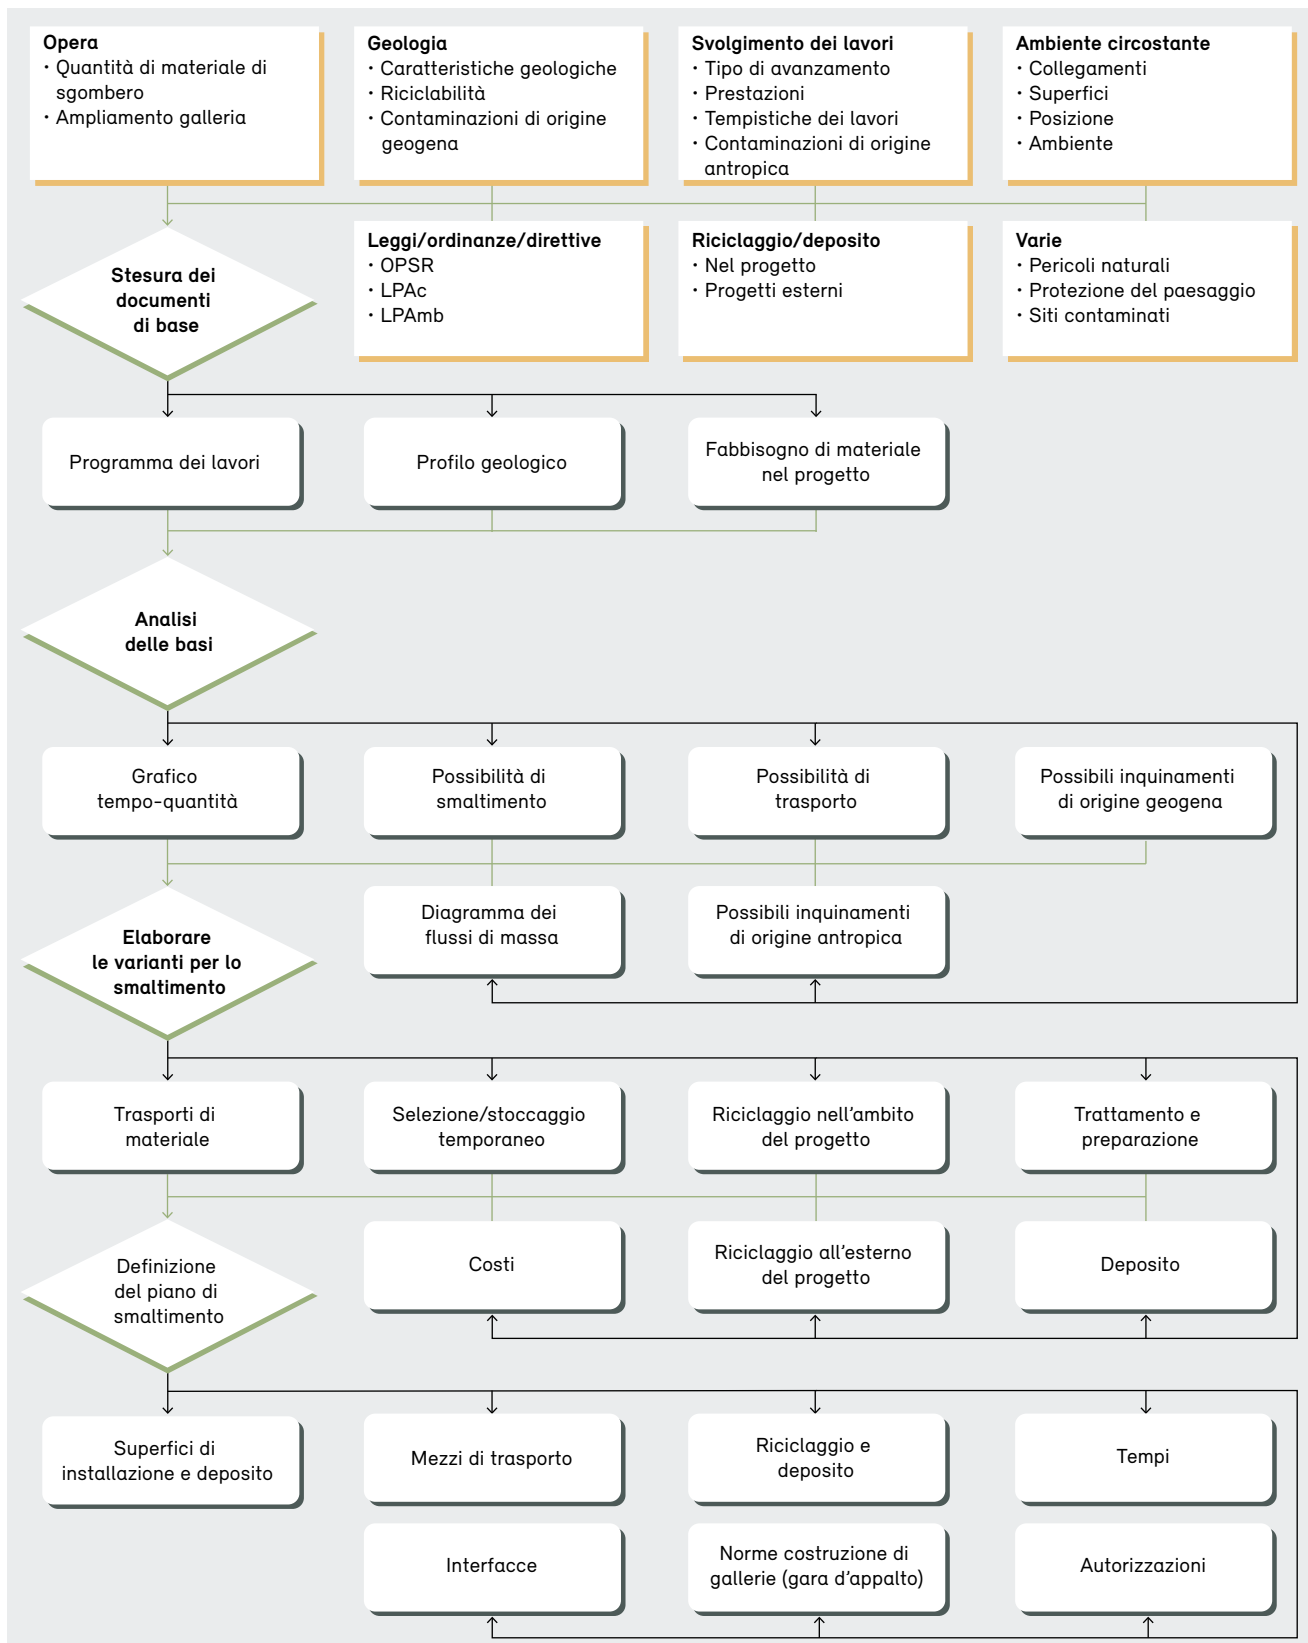 Opera
· Quantità di materiale di
sgombero
· Ampliamento galleria
Geologia
· Caratteristiche geologiche
· Riciclabilità
· Contaminazioni di origine
geogena
Svolgimento dei lavori
· Tipo di avanzamento
· Prestazioni
· Tempistiche dei lavori
· Contaminazioni di origine
antropica
Ambiente circostante
· Collegamenti
· Superfici
· Posizione
· Ambiente
Stesura dei
documenti
di base
Leggi/ordinanze/direttive
· OPSR
· LPAc
· LPAmb
Riciclaggio/deposito
· Nel progetto
· Progetti esterni
Varie
· Pericoli naturali
· Protezione del paesaggio
· Siti contaminati
Programma dei lavori
Profilo geologico
Fabbisogno di materiale
nel progetto
Analisi
delle basi
Grafico
tempo-quantità
Possibilità di
smaltimento
Possibilità di
trasporto
Possibili inquinamenti
di origine geogena
Elaborare
le varianti per lo
smaltimento
Diagramma dei
flussi di massa
Possibili inquinamenti
di origine antropica
Trasporti di
materiale
Selezione/stoccaggio
temporaneo
Riciclaggio nell'ambito
del progetto
Trattamento e
preparazione
Definizione
del piano di
smaltimento
Costi
Riciclaggio all'esterno
del progetto
Deposito
Superfici di
installazione e deposito
Mezzi di trasporto
Riciclaggio e
deposito
Tempi
Interfacce
Norme costruzione di
gallerie (gara d'appalto)
Autorizzazioni